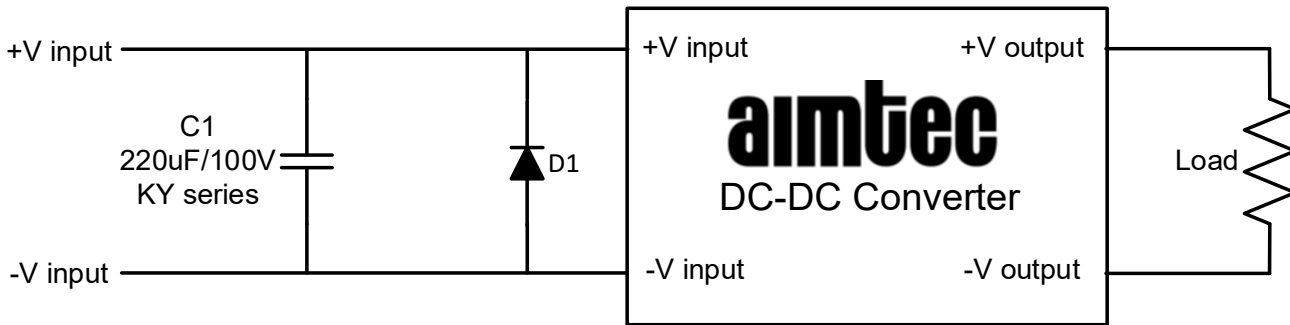 +V input
-V input
C1
220uF/100V
KY series
D1
+V input
+V output
aimtec
DC-DC Converter
-V input
-V output
Load